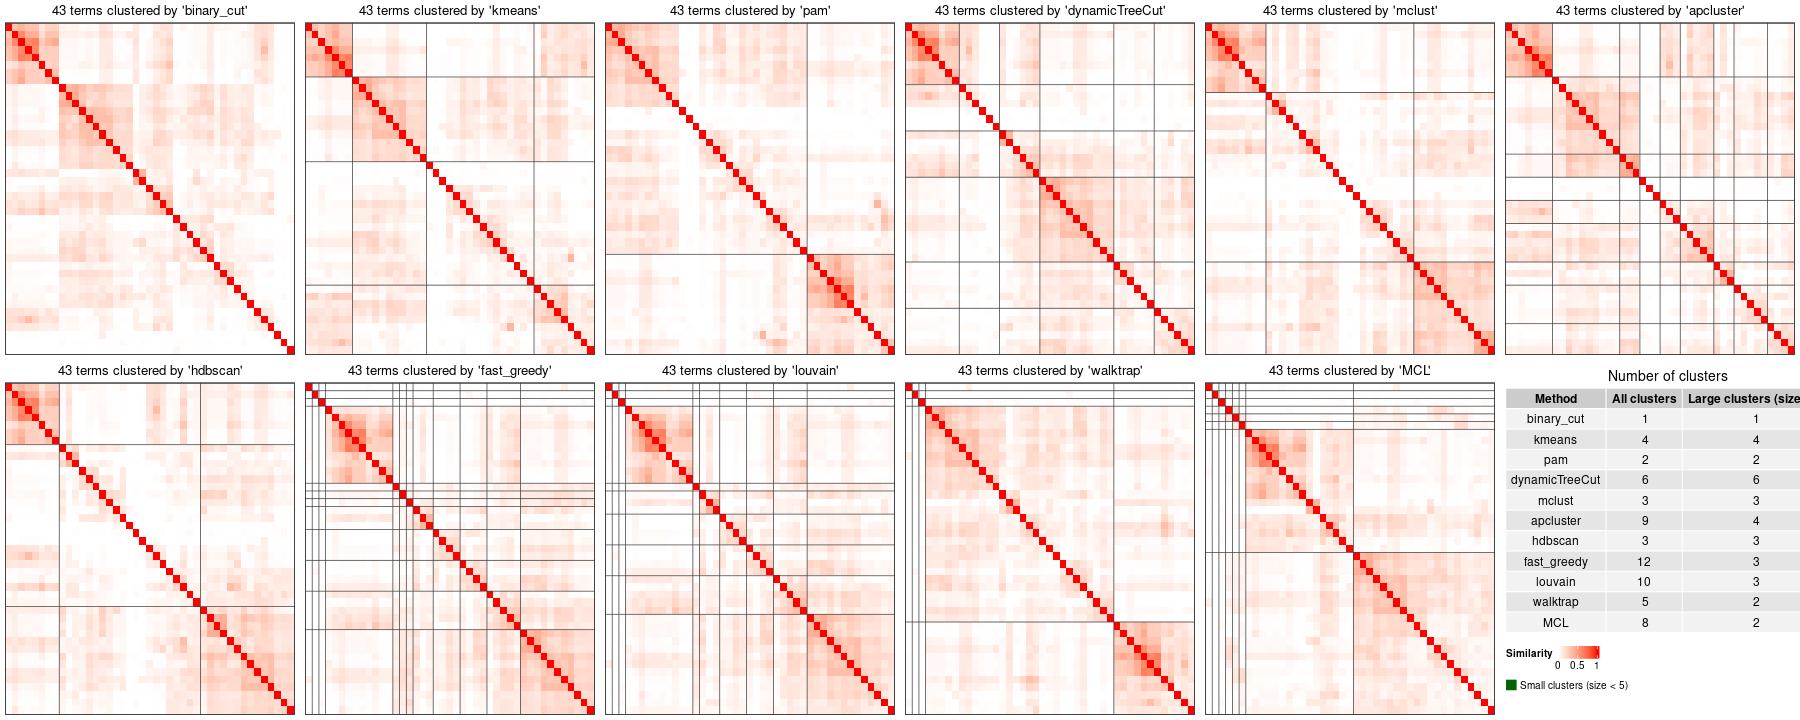 43 terms clustered by 'binary_cut'
43 terms clustered by 'kmeans'
43 terms clustered by 'pam'
43 terms clustered by 'dynamicTreeCut'
43 terms clustered by 'mclust'
43 terms clustered by 'apcluster'
43 terms clustered by 'hdbscan'
43 terms clustered by 'fast_greedy'
43 terms clustered by 'louvain'
43 terms clustered by 'walktrap'
43 terms clustered by 'MCL'
Number of clusters
Method All clusters Large clusters (size
binary_cut 1 1
kmeans 4 4
pam 2 2
dynamicTreeCut 6 6
mclust 3 3
apcluster 9 4
hdbscan 3 3
fast_greedy 12 3
louvain 10 3
walktrap 5 2
MCL 8 2
Similarity
0 0.5 1
Small clusters (size < 5)